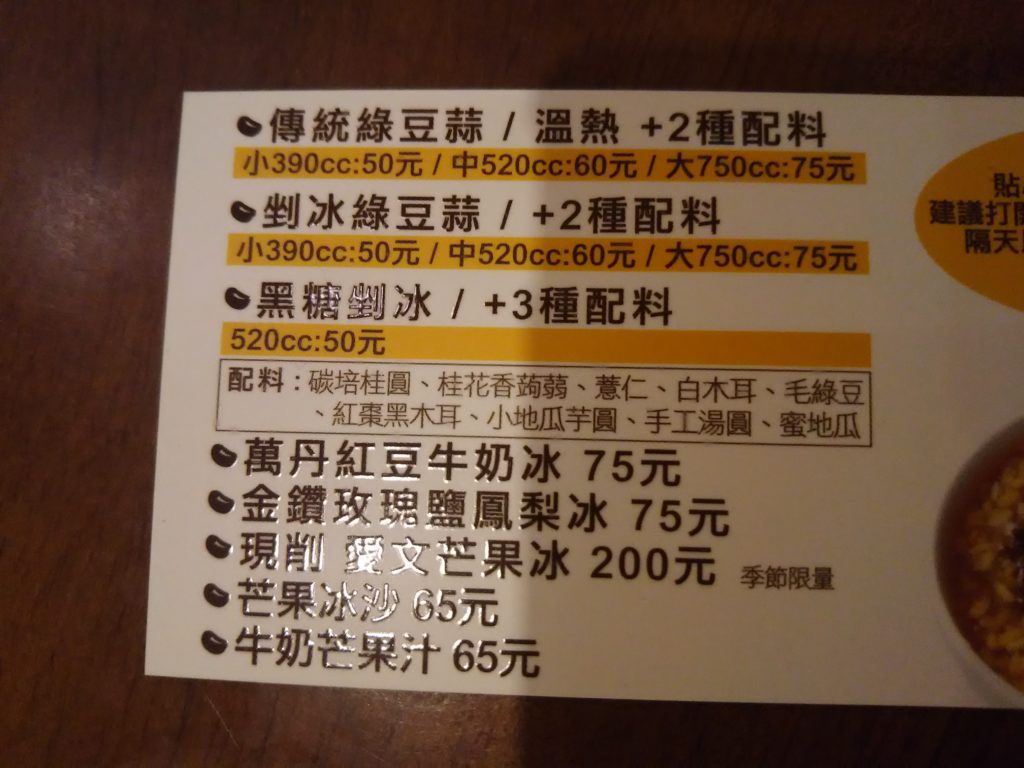 傳統綠豆蒜 / 溫熱 +2種配料
小390cc:50元 / 中520cc:60元 / 大750cc:75元
剉冰綠豆蒜 / +2種配料
小390cc:50元 / 中520cc:60元 / 大750cc:75元
黑糖剉冰 / +3種配料
520cc:50元
配料:碳培桂圓、桂花香蒟蒻、薏仁、白木耳、毛綠豆
、紅棗黑木耳、小地瓜芋圓、手工湯圓、蜜地瓜
萬丹紅豆牛奶冰 75元
金鑽玫瑰鹽鳳梨冰 75元
現削 愛文芒果冰 200元 季節限量
芒果冰沙 65元
牛奶芒果汁 65元
貼
建議打開
隔天